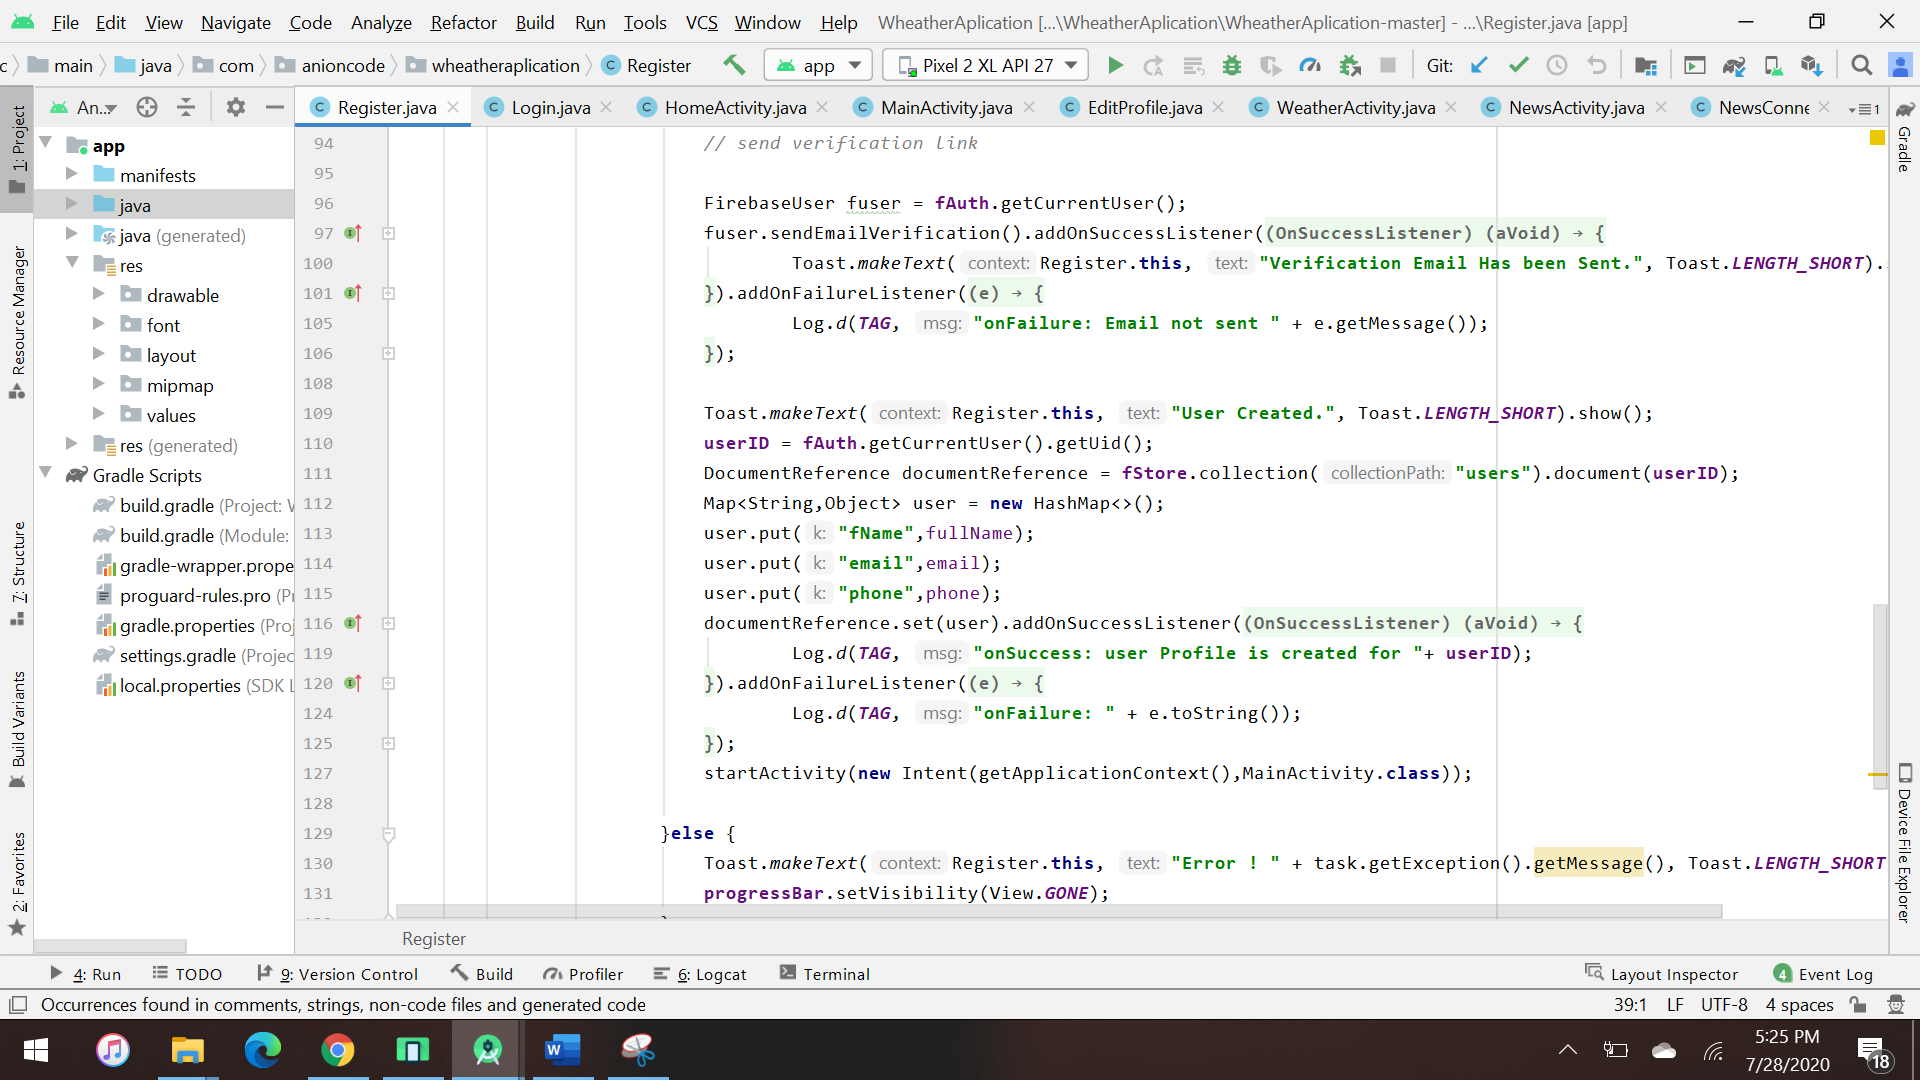 File Edit View Navigate Code Analyze Refactor Build Run Tools VCS Window Help WheatherAplication [...\WheatherAplication\WheatherAplication-master] - ...\Register.java [app]
c main java com anioncode wheatheraplication Register app Pixel 2 XL API 27 Git:
An... Register.java Login.java HomeActivity.java MainActivity.java EditProfile.java WeatherActivity.java NewsActivity.java NewsConne 1
1: Project
Resource Manager
7: Structure
Build Variants
2: Favorites
app
manifests
java
java (generated)
res
drawable
font
layout
mipmap
values
res (generated)
Gradle Scripts
build.gradle (Project: W
build.gradle (Module:
gradle-wrapper.prope
proguard-rules.pro (Pr
gradle.properties (Proj
settings.gradle (Projec
local.properties (SDK L
94 // send verification link
95
96 FirebaseUser fuser = fAuth.getCurrentUser();
97 fuser.sendEmailVerification().addOnSuccessListener((OnSuccessListener) (aVoid) → {
100 Toast.makeText( context: Register.this, text: "Verification Email Has been Sent.", Toast.LENGTH_SHORT).
101 }).addOnFailureListener((e) → {
105 Log.d(TAG, msg: "onFailure: Email not sent " + e.getMessage());
106 });
108
109 Toast.makeText( context: Register.this, text: "User Created.", Toast.LENGTH_SHORT).show();
110 userID = fAuth.getCurrentUser().getUid();
111 DocumentReference documentReference = fStore.collection( collectionPath: "users").document(userID);
112 Map<String,Object> user = new HashMap<>();
113 user.put( k: "fName",fullName);
114 user.put( k: "email",email);
115 user.put( k: "phone",phone);
116 documentReference.set(user).addOnSuccessListener((OnSuccessListener) (aVoid) → {
119 Log.d(TAG, msg: "onSuccess: user Profile is created for "+ userID);
120 }).addOnFailureListener((e) → {
124 Log.d(TAG, msg: "onFailure: " + e.toString());
125 });
127 startActivity(new Intent(getApplicationContext(),MainActivity.class));
128
129 }else {
130 Toast.makeText( context: Register.this, text: "Error ! " + task.getException().getMessage(), Toast.LENGTH_SHORT
131 progressBar.setVisibility(View.GONE);
Register
Gradle
Device File Explorer
4: Run TODO 9: Version Control Build Profiler 6: Logcat Terminal Layout Inspector 4 Event Log
Occurrences found in comments, strings, non-code files and generated code 39:1 LF UTF-8 4 spaces
5:25 PM
7/28/2020
18